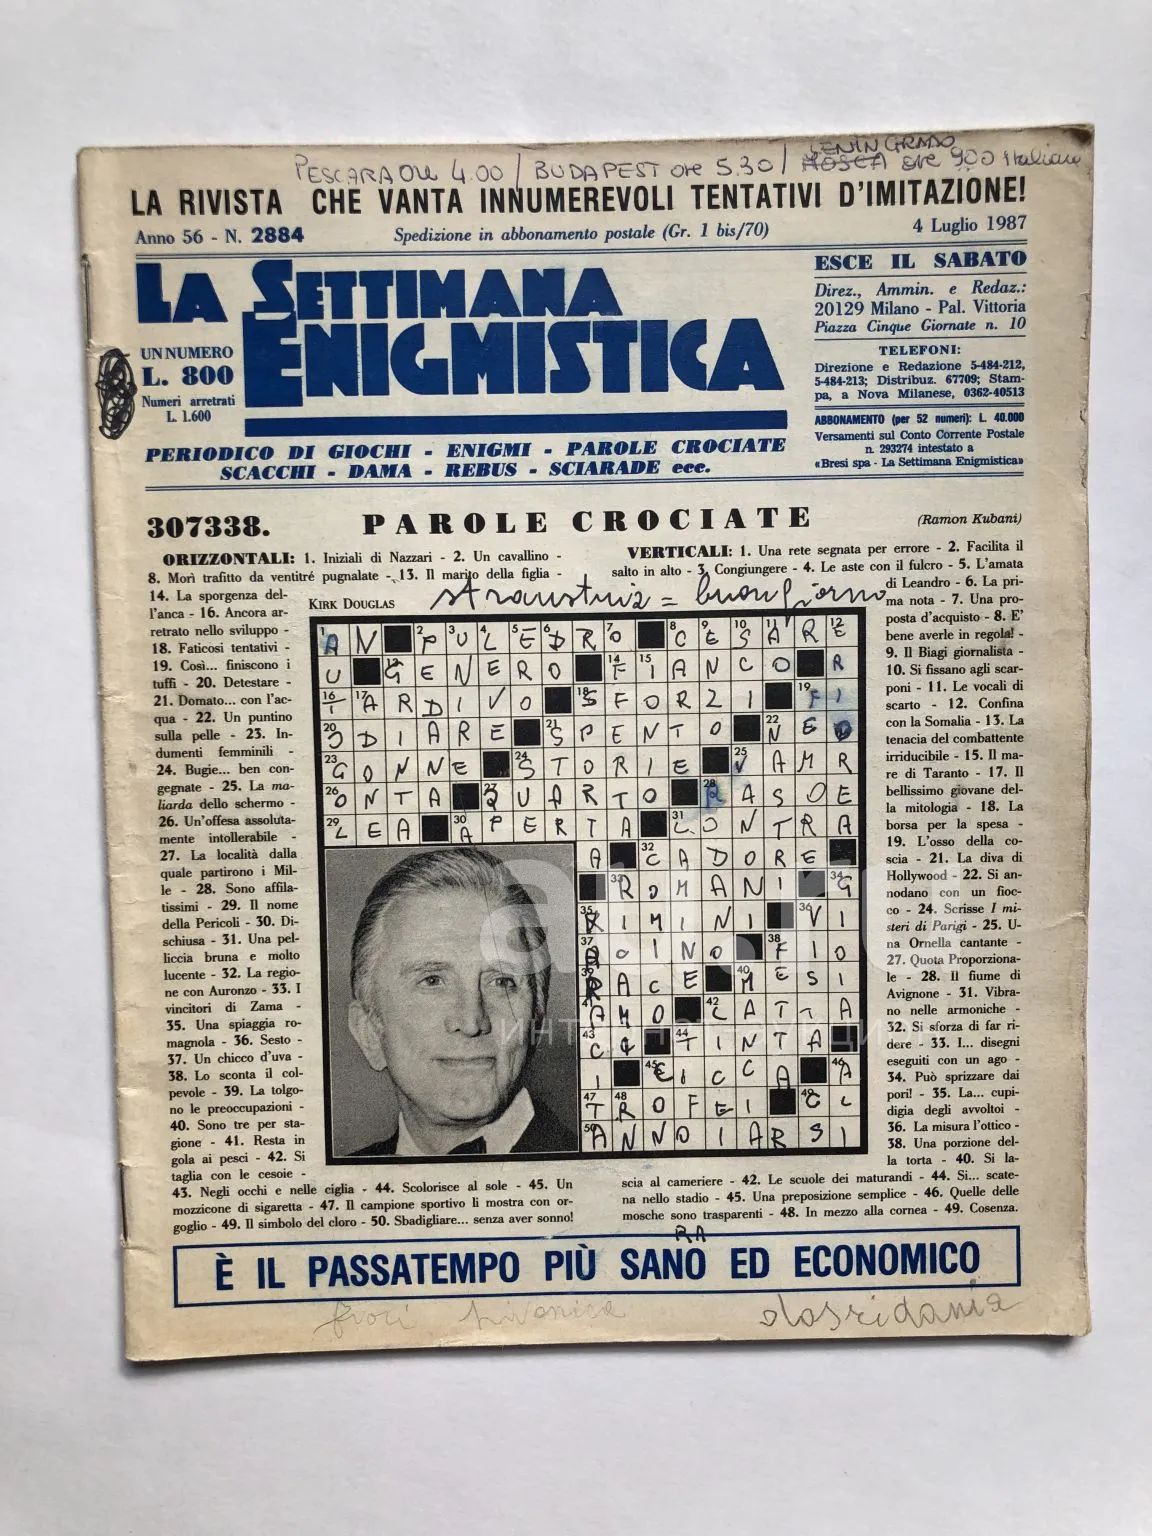 PESCARA ORE 4.00 / BUDAPEST ORE 5.30 / LENINGRADO MOSCA ORE 9.00 italiane
LA RIVISTA CHE VANTA INNUMEREVOLI TENTATIVI D'IMITAZIONE!
Anno 56 - N. 2884 Spedizione in abbonamento postale (Gr. 1 bis/70) 4 Luglio 1987
LA SETTIMANA
ENIGMISTICA
UN NUMERO
L. 800
Numeri arretrati
L. 1.600
PERIODICO DI GIOCHI - ENIGMI - PAROLE CROCIATE
SCACCHI - DAMA - REBUS - SCIARADE ecc.
ESCE IL SABATO
Direz., Ammin. e Redaz.:
20129 Milano - Pal. Vittoria
Piazza Cinque Giornate n. 10
TELEFONI:
Direzione e Redazione 5-484-212,
5-484-213; Distribuz. 67709; Stam-
pa, a Nova Milanese, 0362-40513
ABBONAMENTO (per 52 numeri): L. 40.000
Versamenti sul Conto Corrente Postale
n. 293274 intestato a
«Bresi spa - La Settimana Enigmistica»
307338. PAROLE CROCIATE (Ramon Kubani)
ORIZZONTALI: 1. Iniziali di Nazzari - 2. Un cavallino -
8. Morì trafitto da ventitré pugnalate - 13. Il marito della figlia -
14. La sporgenza del-
l'anca - 16. Ancora ar-
retrato nello sviluppo -
18. Faticosi tentativi -
19. Così... finiscono i
tuffi - 20. Detestare -
21. Domato... con l'ac-
qua - 22. Un puntino
sulla pelle - 23. In-
dumenti femminili -
24. Bugie... ben con-
gegnate - 25. La ma-
liarda dello schermo -
26. Un'offesa assoluta-
mente intollerabile -
27. La località dalla
quale partirono i Mil-
le - 28. Sono affila-
tissimi - 29. Il nome
della Pericoli - 30. Di-
schiusa - 31. Una pel-
liccia bruna e molto
lucente - 32. La regio-
ne con Auronzo - 33. I
vincitori di Zama -
35. Una spiaggia ro-
magnola - 36. Sesto -
37. Un chicco d'uva -
38. Lo sconta il col-
pevole - 39. La tolgo-
no le preoccupazioni -
40. Sono tre per sta-
gione - 41. Resta in
gola ai pesci - 42. Si
taglia con le cesoie -
43. Negli occhi e nelle ciglia - 44. Scolorisce al sole - 45. Un
mozzicone di sigaretta - 47. Il campione sportivo li mostra con or-
goglio - 49. Il simbolo del cloro - 50. Sbadigliare... senza aver sonno!
VERTICALI: 1. Una rete segnata per errore - 2. Facilita il
salto in alto - 3. Congiungere - 4. Le aste con il fulcro - 5. L'amata
di Leandro - 6. La pri-
ma nota - 7. Una pro-
posta d'acquisto - 8. E'
bene averle in regola! -
9. Il Biagi giornalista -
10. Si fissano agli scar-
poni - 11. Le vocali di
scarto - 12. Confina
con la Somalia - 13. La
tenacia del combattente
irriducibile - 15. Il ma-
re di Taranto - 17. Il
bellissimo giovane del-
la mitologia - 18. La
borsa per la spesa -
19. L'osso della co-
scia - 21. La diva di
Hollywood - 22. Si an-
nodano con un fioc-
co - 24. Scrisse I mi-
steri di Parigi - 25. U-
na Ornella cantante -
27. Quota Proporziona-
le - 28. Il fiume di
Avignone - 31. Vibra-
no nelle armoniche -
32. Si sforza di far ri-
dere - 33. I... disegni
eseguiti con un ago -
34. Può sprizzare dai
pori! - 35. La... cupi-
digia degli avvoltoi -
36. La misura l'ottico -
38. Una porzione del-
la torta - 40. Si la-
scia al cameriere - 42. Le scuole dei maturandi - 44. Si... scate-
na nello stadio - 45. Una preposizione semplice - 46. Quelle delle
mosche sono trasparenti - 48. In mezzo alla cornea - 49. Cosenza.
KIRK DOUGLAS
= buongiorno
AN PULEDRO CESARE
U GENERO FIANCO R
TARDIVO SFORZI FI
ODIARE SPENTO NEO
GONNE STORIE VAMP
ONTA QUARTO RASOI
LEA APERTA LONTRA
A CADORE
ROMANI G
RIMINI VI
ACINO FIO
PACE MESI
AMO LATTA
CI TINTA
I CICCA A
TROFEI CL
ANNOIARSI
RA
È IL PASSATEMPO PIÙ SANO ED ECONOMICO